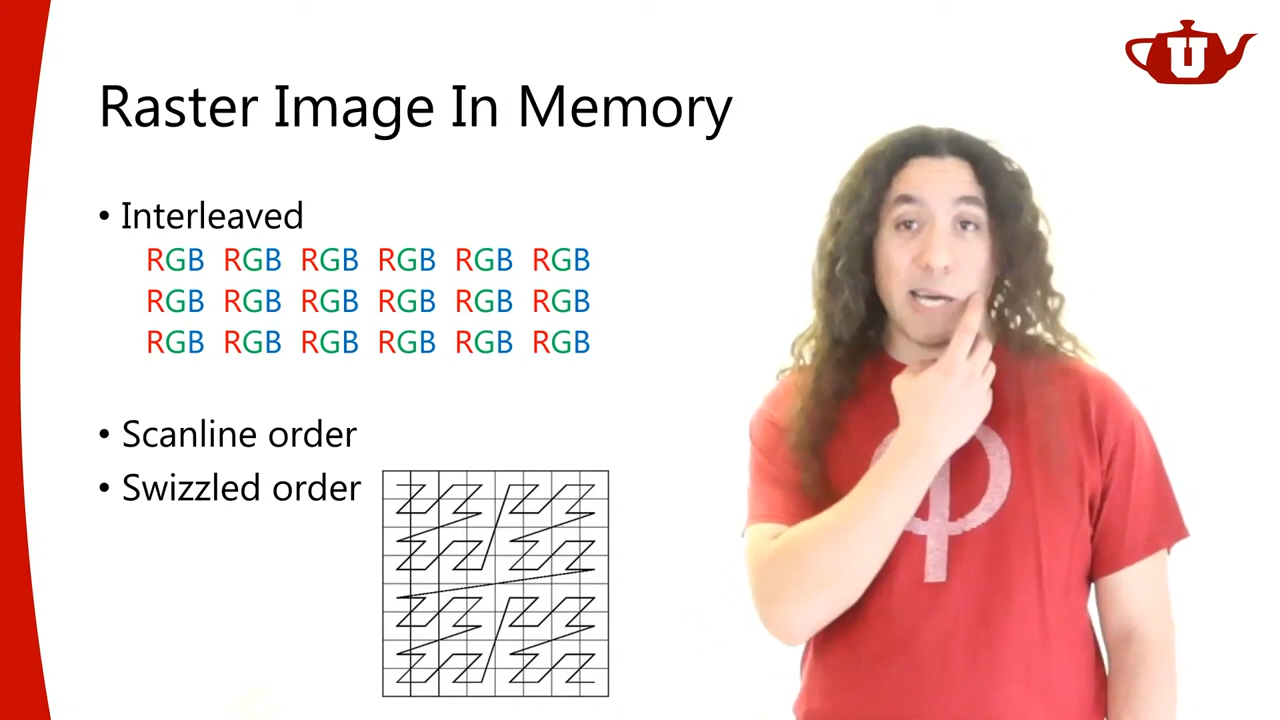 U
Raster Image In Memory
• Interleaved
RGB RGB RGB RGB RGB RGB
RGB RGB RGB RGB RGB RGB
RGB RGB RGB RGB RGB RGB
• Scanline order
• Swizzled order
φ